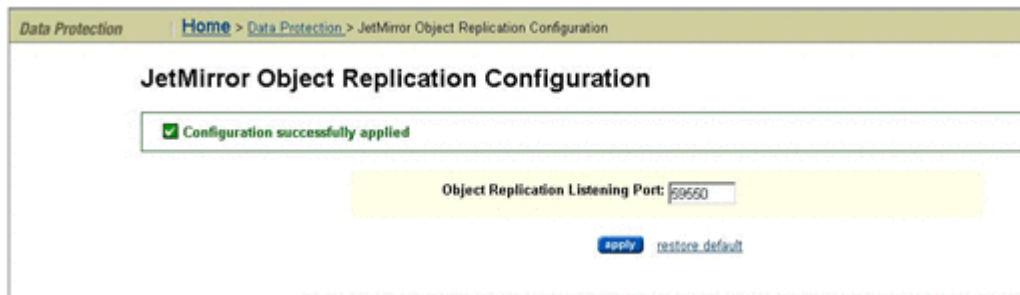 Data Protection
Home > Data Protection > JetMirror Object Replication Configuration
JetMirror Object Replication Configuration
Configuration successfully applied
Object Replication Listening Port: 59550
apply restore default